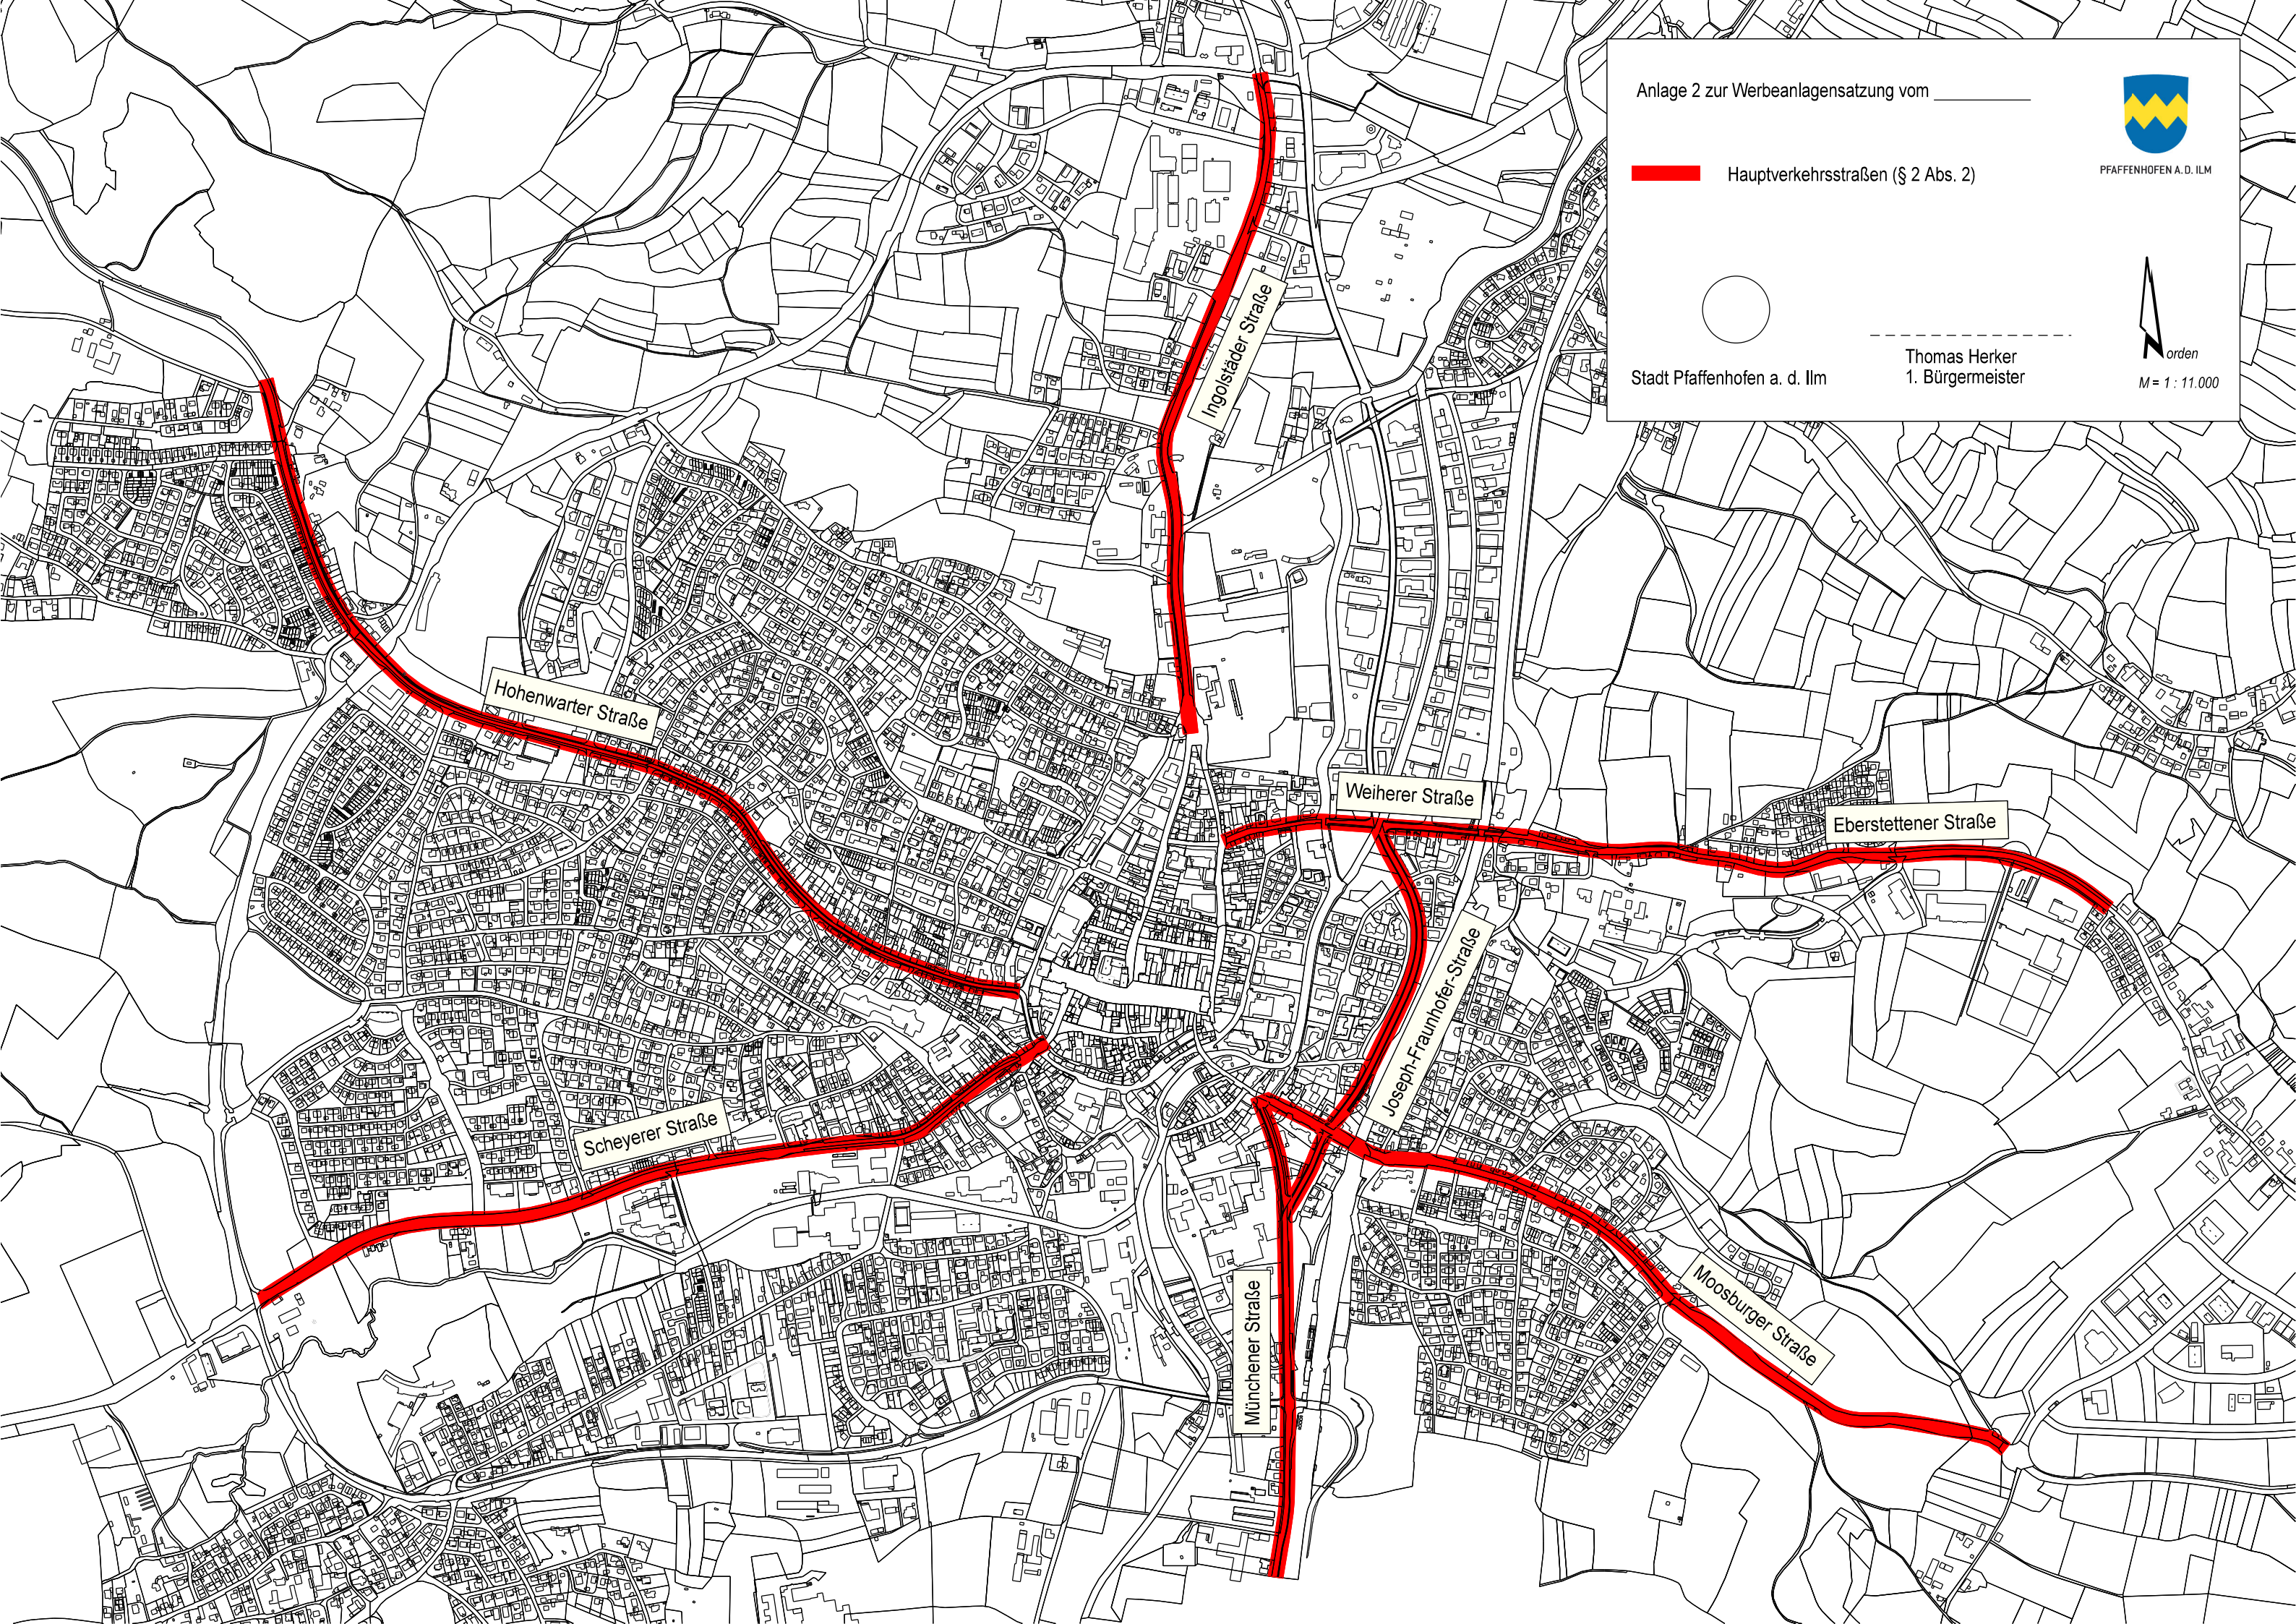 Anlage 2 zur Werbeanlagensatzung vom __________
Hauptverkehrsstraßen (§ 2 Abs. 2)
PFAFFENHOFEN A. D. ILM
Stadt Pfaffenhofen a. d. Ilm
Thomas Herker
1. Bürgermeister
Norden
M = 1 : 11.000
Ingolstäder Straße
Hohenwarter Straße
Weiherer Straße
Eberstettener Straße
Joseph-Fraunhofer-Straße
Scheyerer Straße
Münchener Straße
Moosburger Straße